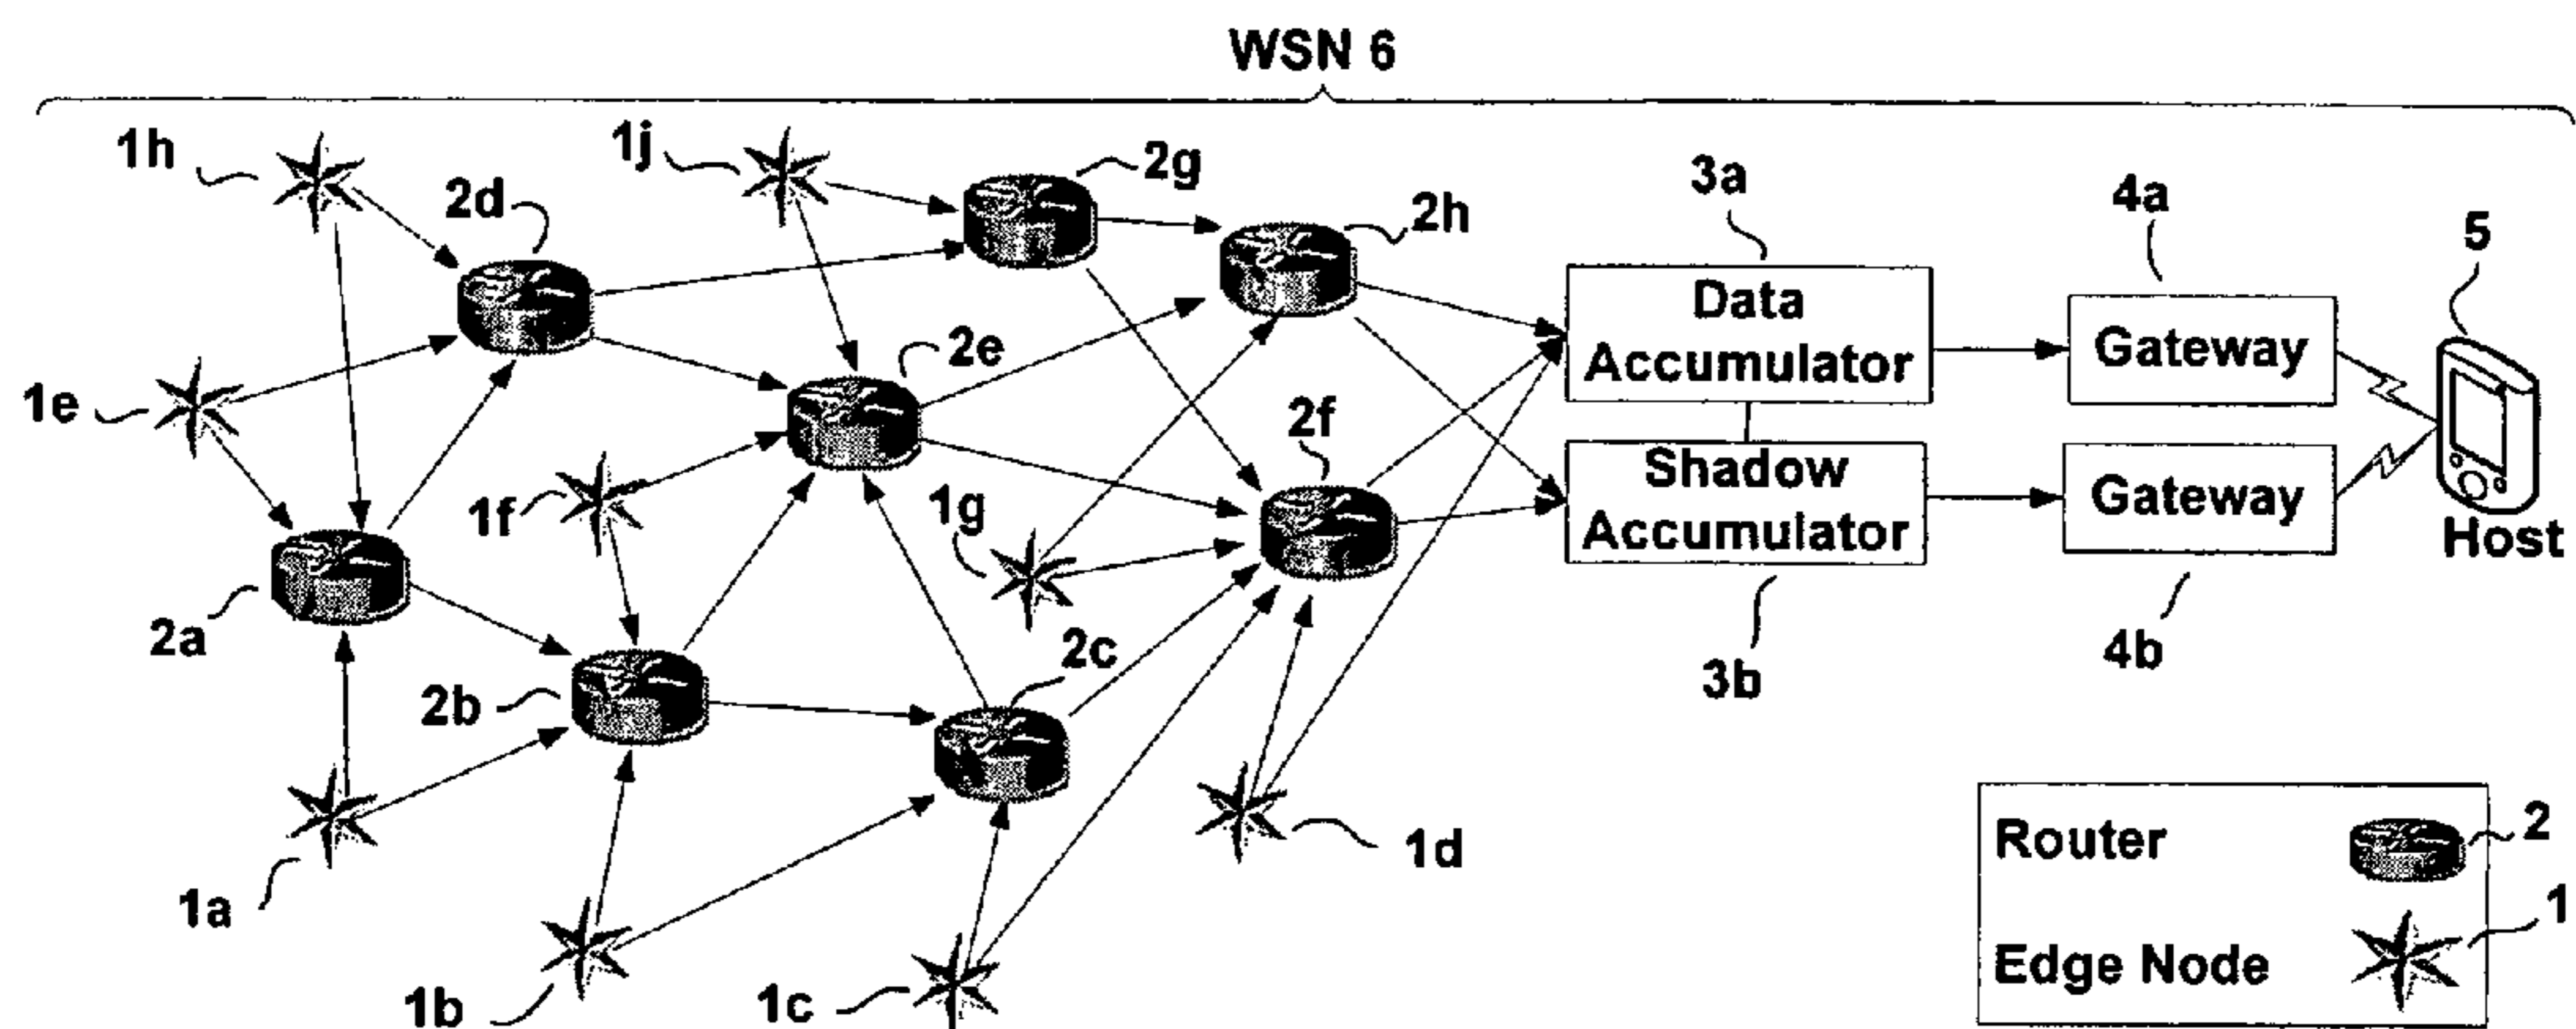 WSN 6
1h
1j
2g
2d
2h
3a
4a
5
Data
Accumulator
Gateway
1e
2e
2f
Shadow
Accumulator
Gateway
Host
1f
1g
2a
2c
3b
4b
2b
1a
1d
Router
2
1b
1c
Edge Node
1